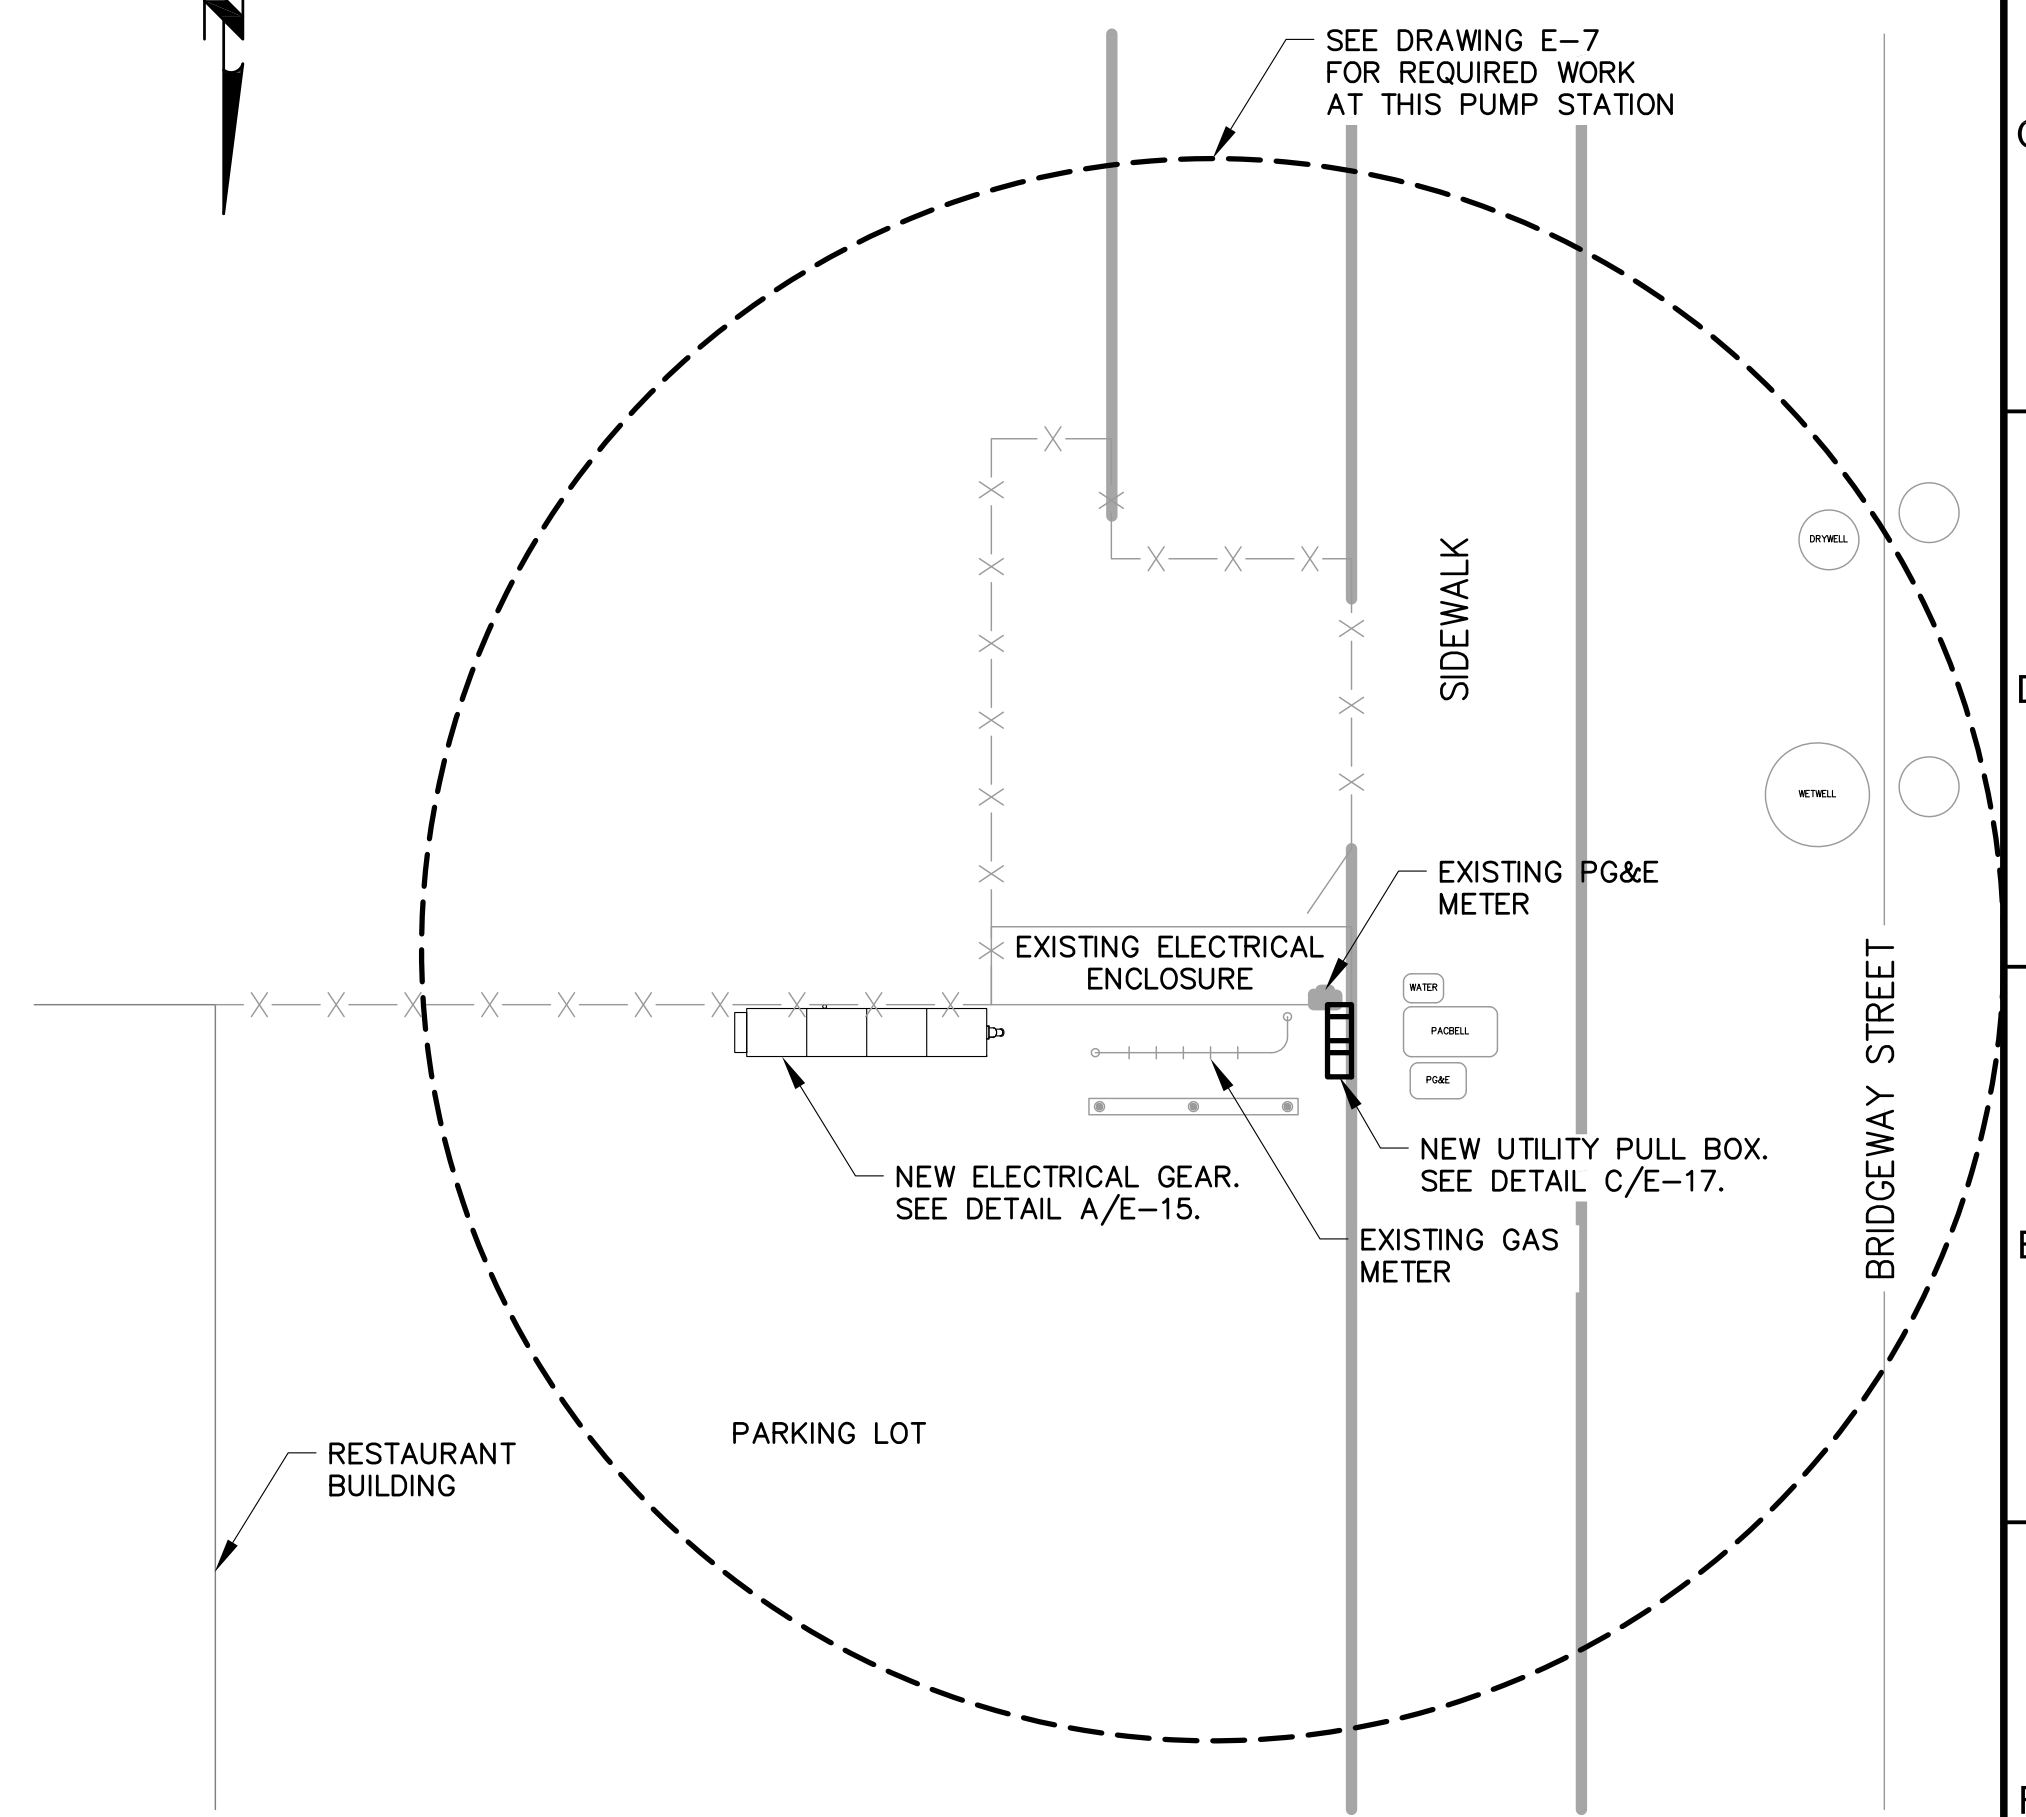 N
SEE DRAWING E-7
FOR REQUIRED WORK
AT THIS PUMP STATION
SIDEWALK
DRYWELL
WETWELL
EXISTING PG&E
METER
EXISTING ELECTRICAL
ENCLOSURE
WATER
PACBELL
PG&E
BRIDGEWAY STREET
NEW UTILITY PULL BOX.
SEE DETAIL C/E-17.
NEW ELECTRICAL GEAR.
SEE DETAIL A/E-15.
EXISTING GAS
METER
PARKING LOT
RESTAURANT
BUILDING